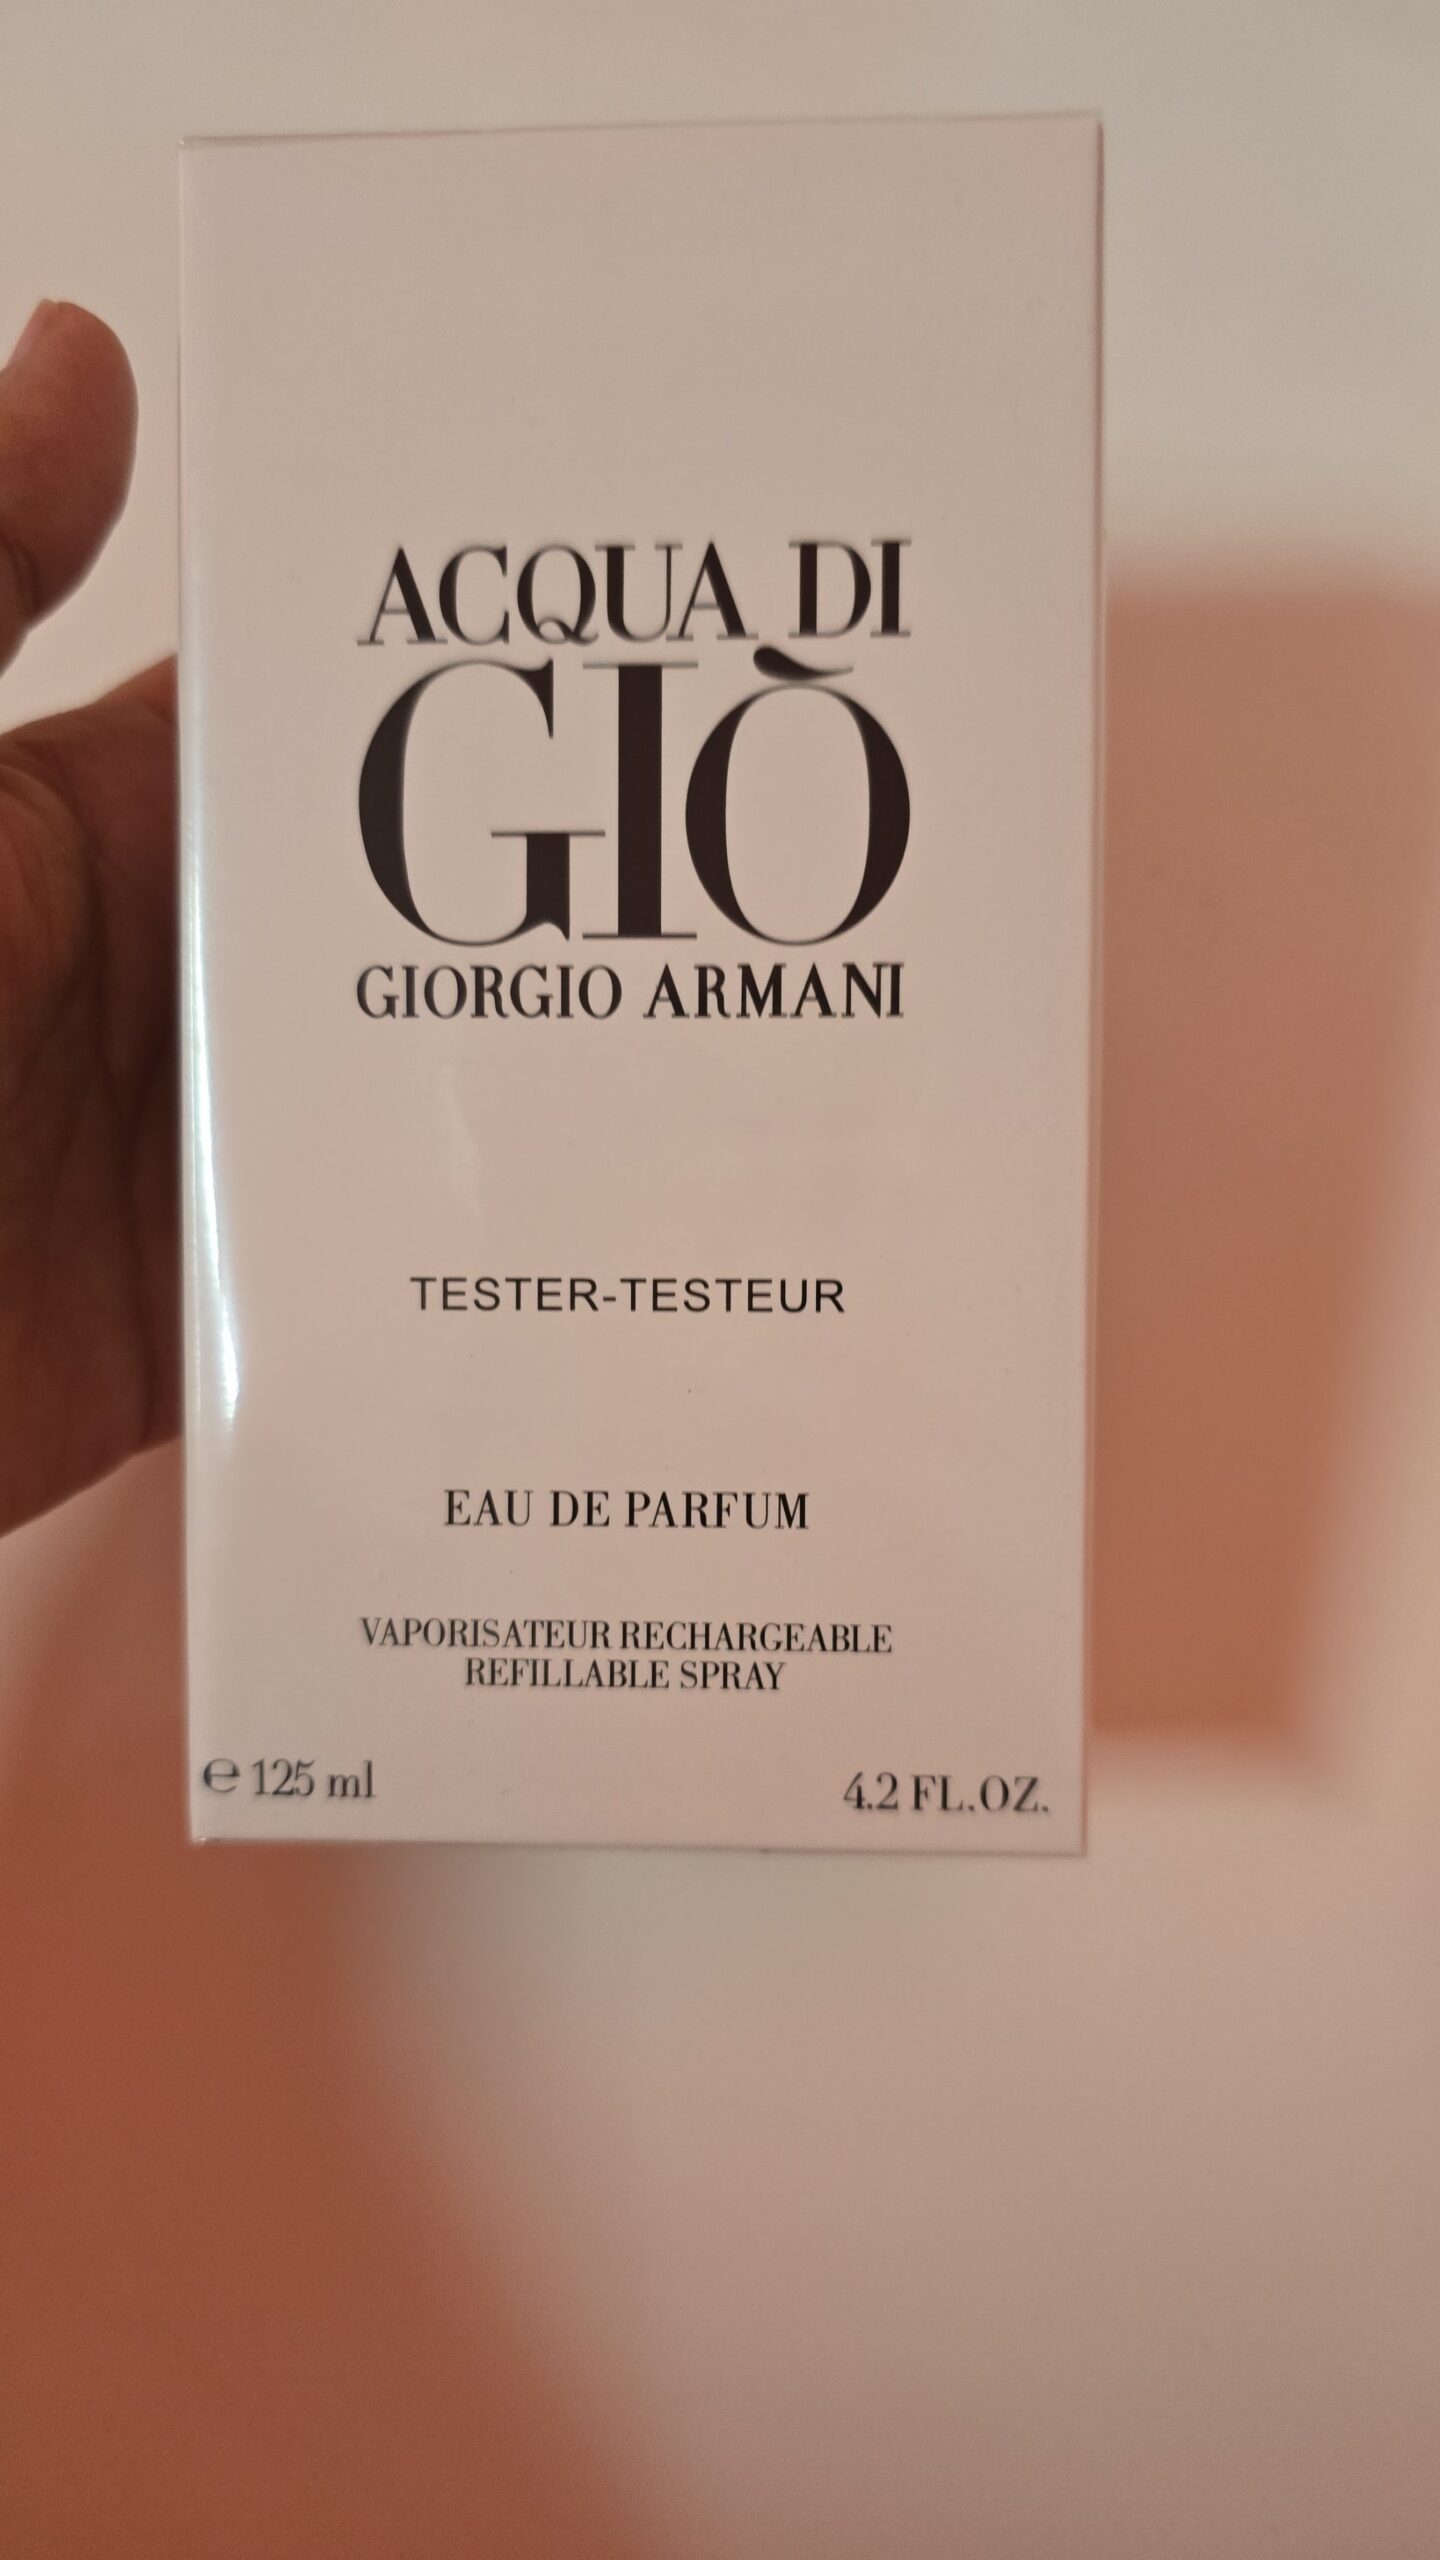 ACQUA DI
GIÒ
GIORGIO ARMANI
TESTER-TESTEUR
EAU DE PARFUM
VAPORISATEUR RECHARGEABLE
REFILLABLE SPRAY
℮ 125 ml
4.2 FL.OZ.